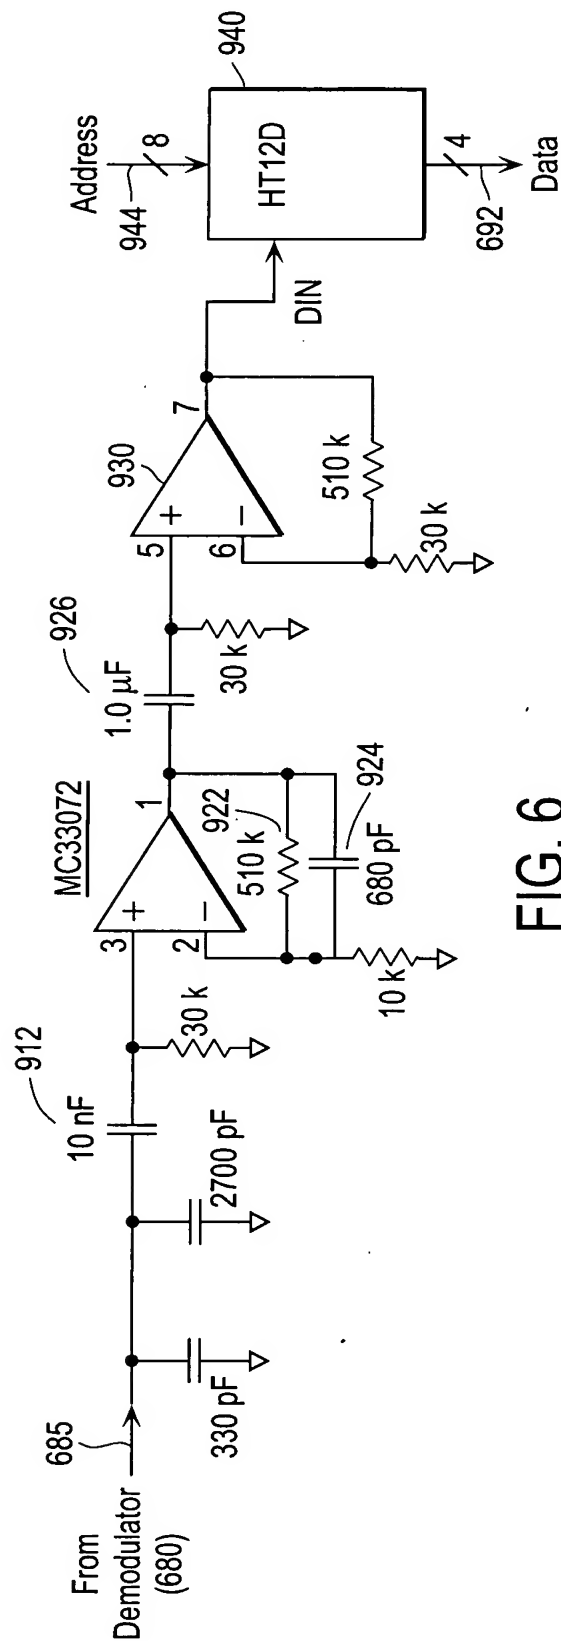 From
Demodulator
(680)
685
330 pF
2700 pF
912
10 nF
30 k
MC33072
3
+
2
−
1
922
510 k
680 pF
924
10 k
926
1.0 µF
30 k
930
5
+
6
−
7
510 k
30 k
DIN
Address
944
8
940
HT12D
4
692
Data
FIG. 6